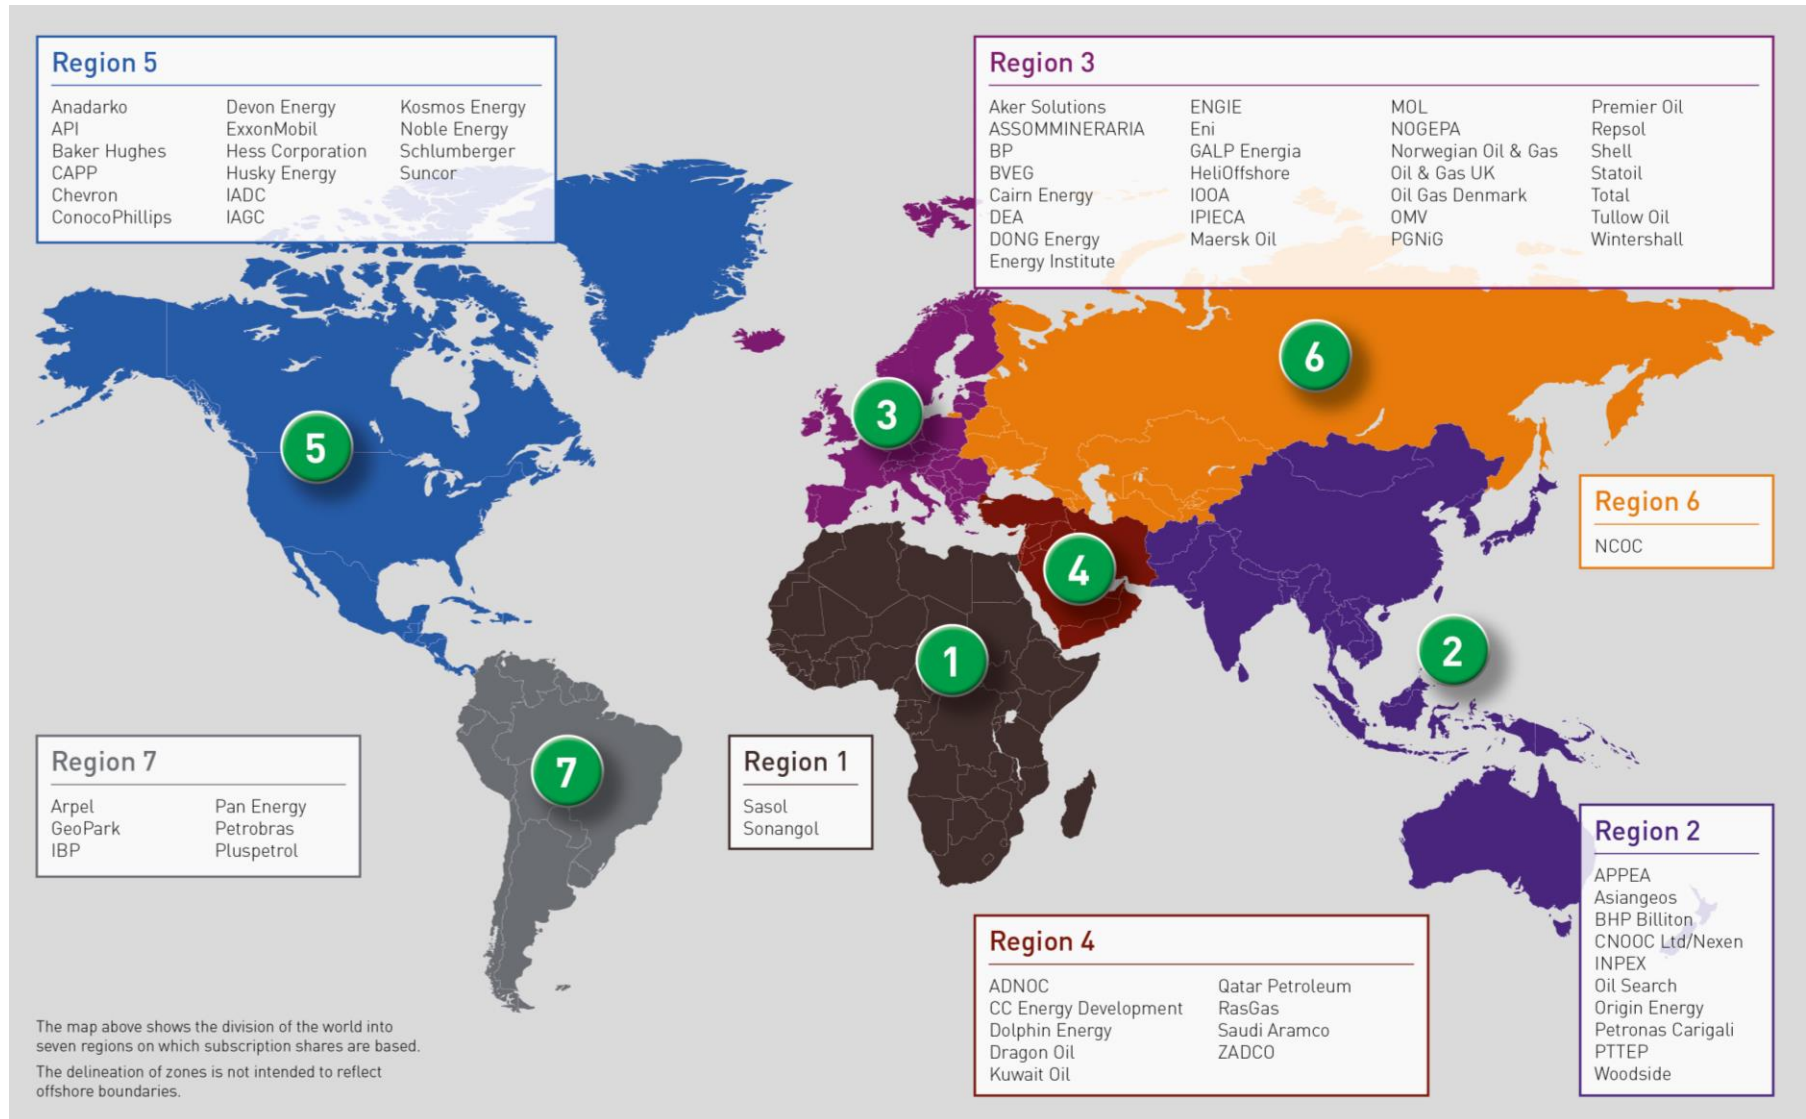 Region 5
Anadarko
API
Baker Hughes
CAPP
Chevron
ConocoPhillips
Devon Energy
ExxonMobil
Hess Corporation
Husky Energy
IADC
IAGC
Kosmos Energy
Noble Energy
Schlumberger
Suncor
Region 3
Aker Solutions
ASSOMMINERARIA
BP
BVEG
Cairn Energy
DEA
DONG Energy
Energy Institute
ENGIE
Eni
GALP Energia
HeliOffshore
IOOA
IPIECA
Maersk Oil
MOL
NOGEPA
Norwegian Oil & Gas
Oil & Gas UK
Oil Gas Denmark
OMV
PGNiG
Premier Oil
Repsol
Shell
Statoil
Total
Tullow Oil
Wintershall
6
3
5
Region 6
NCOC
4
2
1
7
Region 7
Arpel
GeoPark
IBP
Pan Energy
Petrobras
Pluspetrol
Region 1
Sasol
Sonangol
Region 2
APPEA
Asiangeos
BHP Billiton
CNOOC Ltd/Nexen
INPEX
Oil Search
Origin Energy
Petronas Carigali
PTTEP
Woodside
Region 4
ADNOC
CC Energy Development
Dolphin Energy
Dragon Oil
Kuwait Oil
Qatar Petroleum
RasGas
Saudi Aramco
ZADCO
The map above shows the division of the world into
seven regions on which subscription shares are based.
The delineation of zones is not intended to reflect
offshore boundaries.